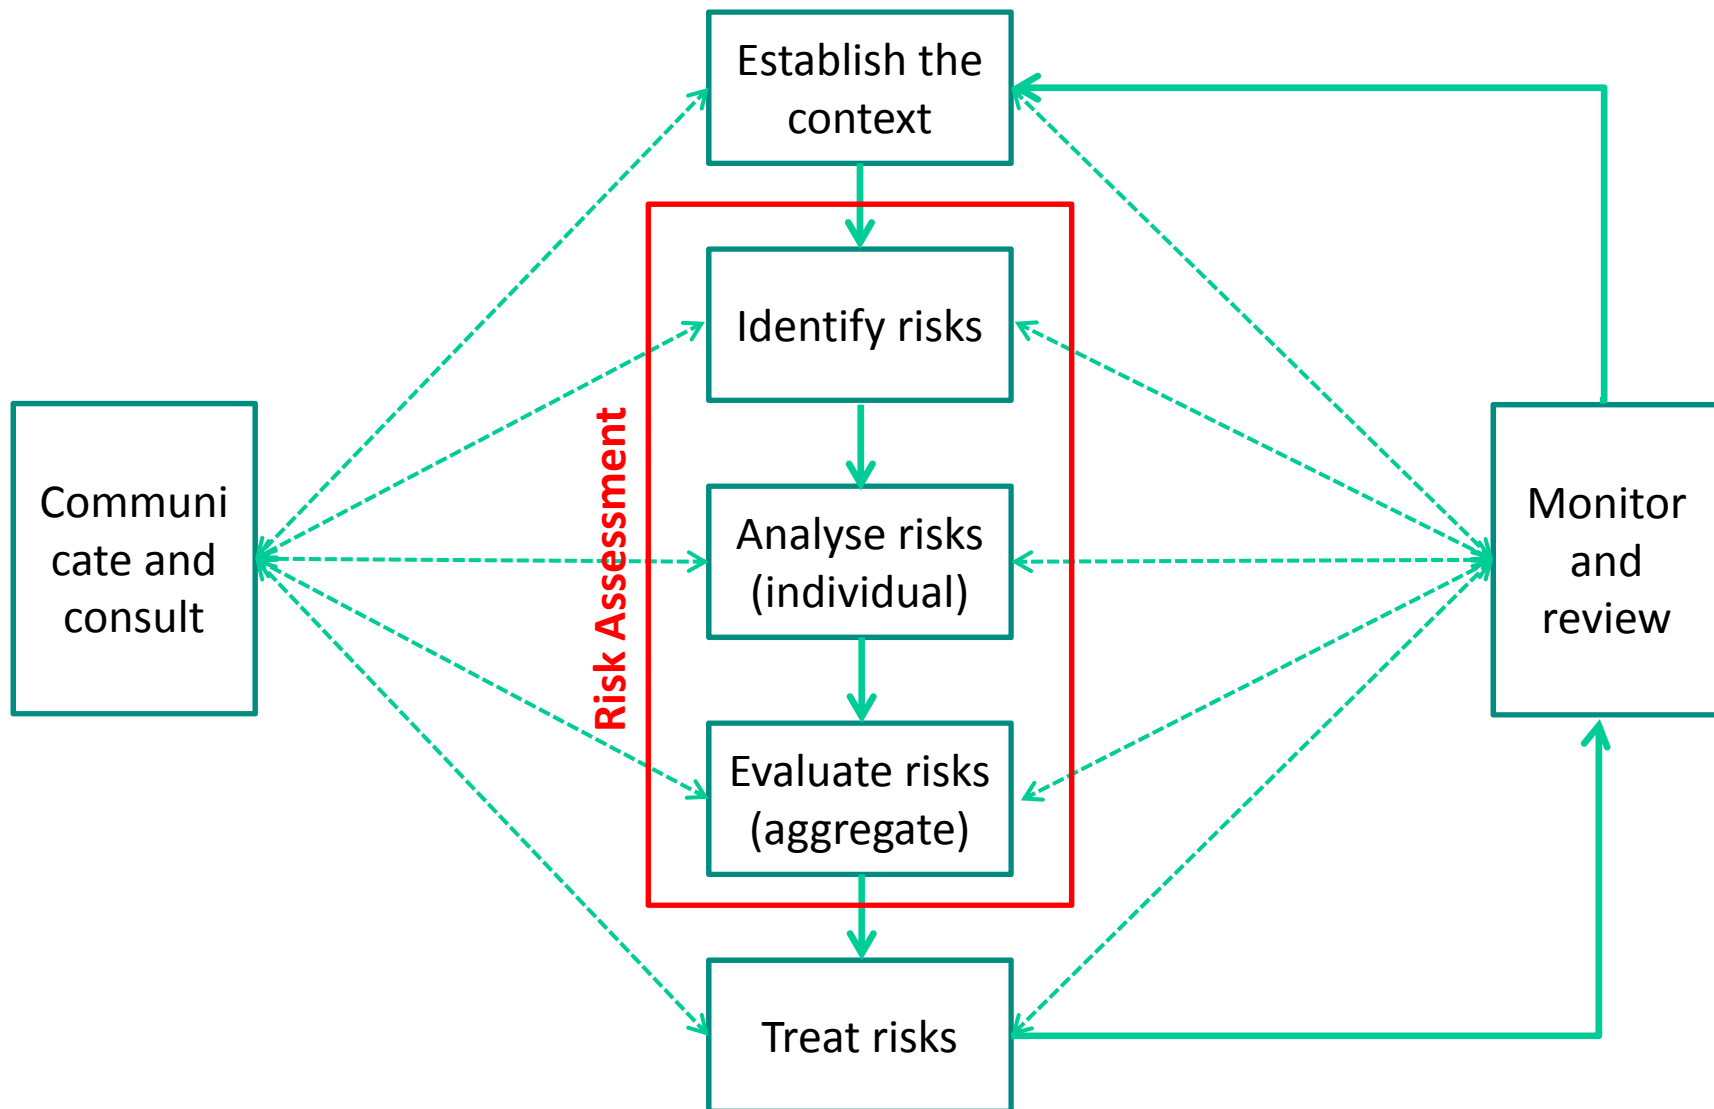 Establish the
context
Identify risks
Risk Assessment
Communi
cate and
consult
Analyse risks
(individual)
Monitor
and
review
Evaluate risks
(aggregate)
Treat risks